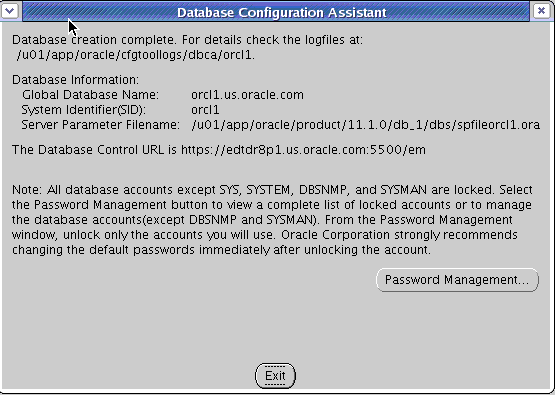 Database Configuration Assistant
Database creation complete. For details check the logfiles at:
/u01/app/oracle/cfgtoollogs/dbca/orcl1.
Database Information:
Global Database Name: orcl1.us.oracle.com
System Identifier(SID): orcl1
Server Parameter Filename: /u01/app/oracle/product/11.1.0/db_1/dbs/spfileorcl1.ora
The Database Control URL is https://edtdr8p1.us.oracle.com:5500/em
Note: All database accounts except SYS, SYSTEM, DBSNMP, and SYSMAN are locked. Select
the Password Management button to view a complete list of locked accounts or to manage
the database accounts(except DBSNMP and SYSMAN). From the Password Management
window, unlock only the accounts you will use. Oracle Corporation strongly recommends
changing the default passwords immediately after unlocking the account.
Password Management...
Exit